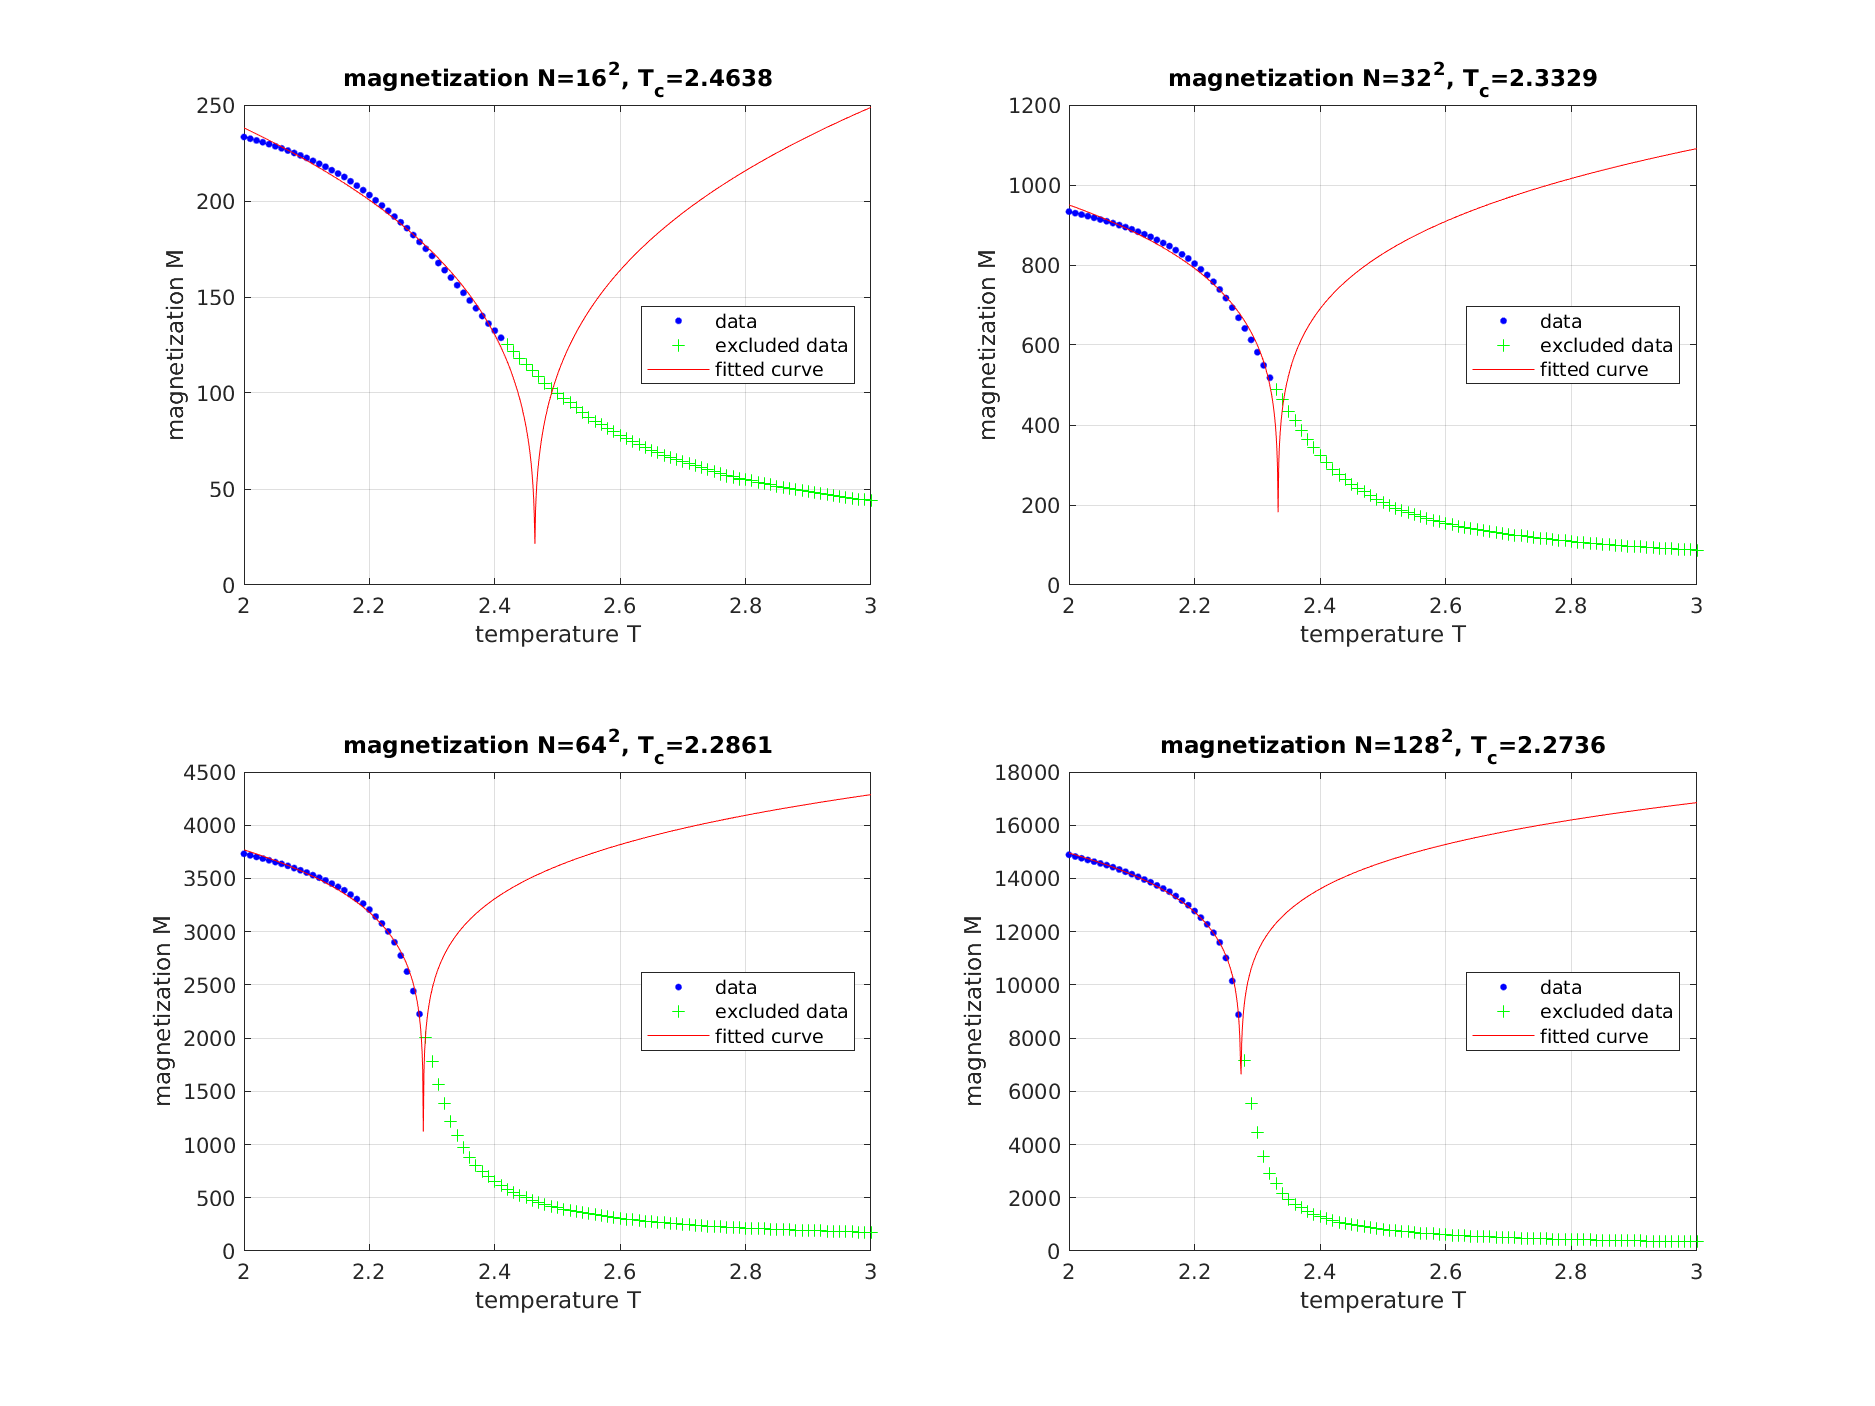 magnetization N=16², T_c=2.4638
250
200
150
100
50
0
magnetization M
data
excluded data
fitted curve
2 2.2 2.4 2.6 2.8 3
temperature T
magnetization N=32², T_c=2.3329
1200
1000
800
600
400
200
0
magnetization M
data
excluded data
fitted curve
2 2.2 2.4 2.6 2.8 3
temperature T
magnetization N=64², T_c=2.2861
4500
4000
3500
3000
2500
2000
1500
1000
500
0
magnetization M
data
excluded data
fitted curve
2 2.2 2.4 2.6 2.8 3
temperature T
magnetization N=128², T_c=2.2736
18000
16000
14000
12000
10000
8000
6000
4000
2000
0
magnetization M
data
excluded data
fitted curve
2 2.2 2.4 2.6 2.8 3
temperature T